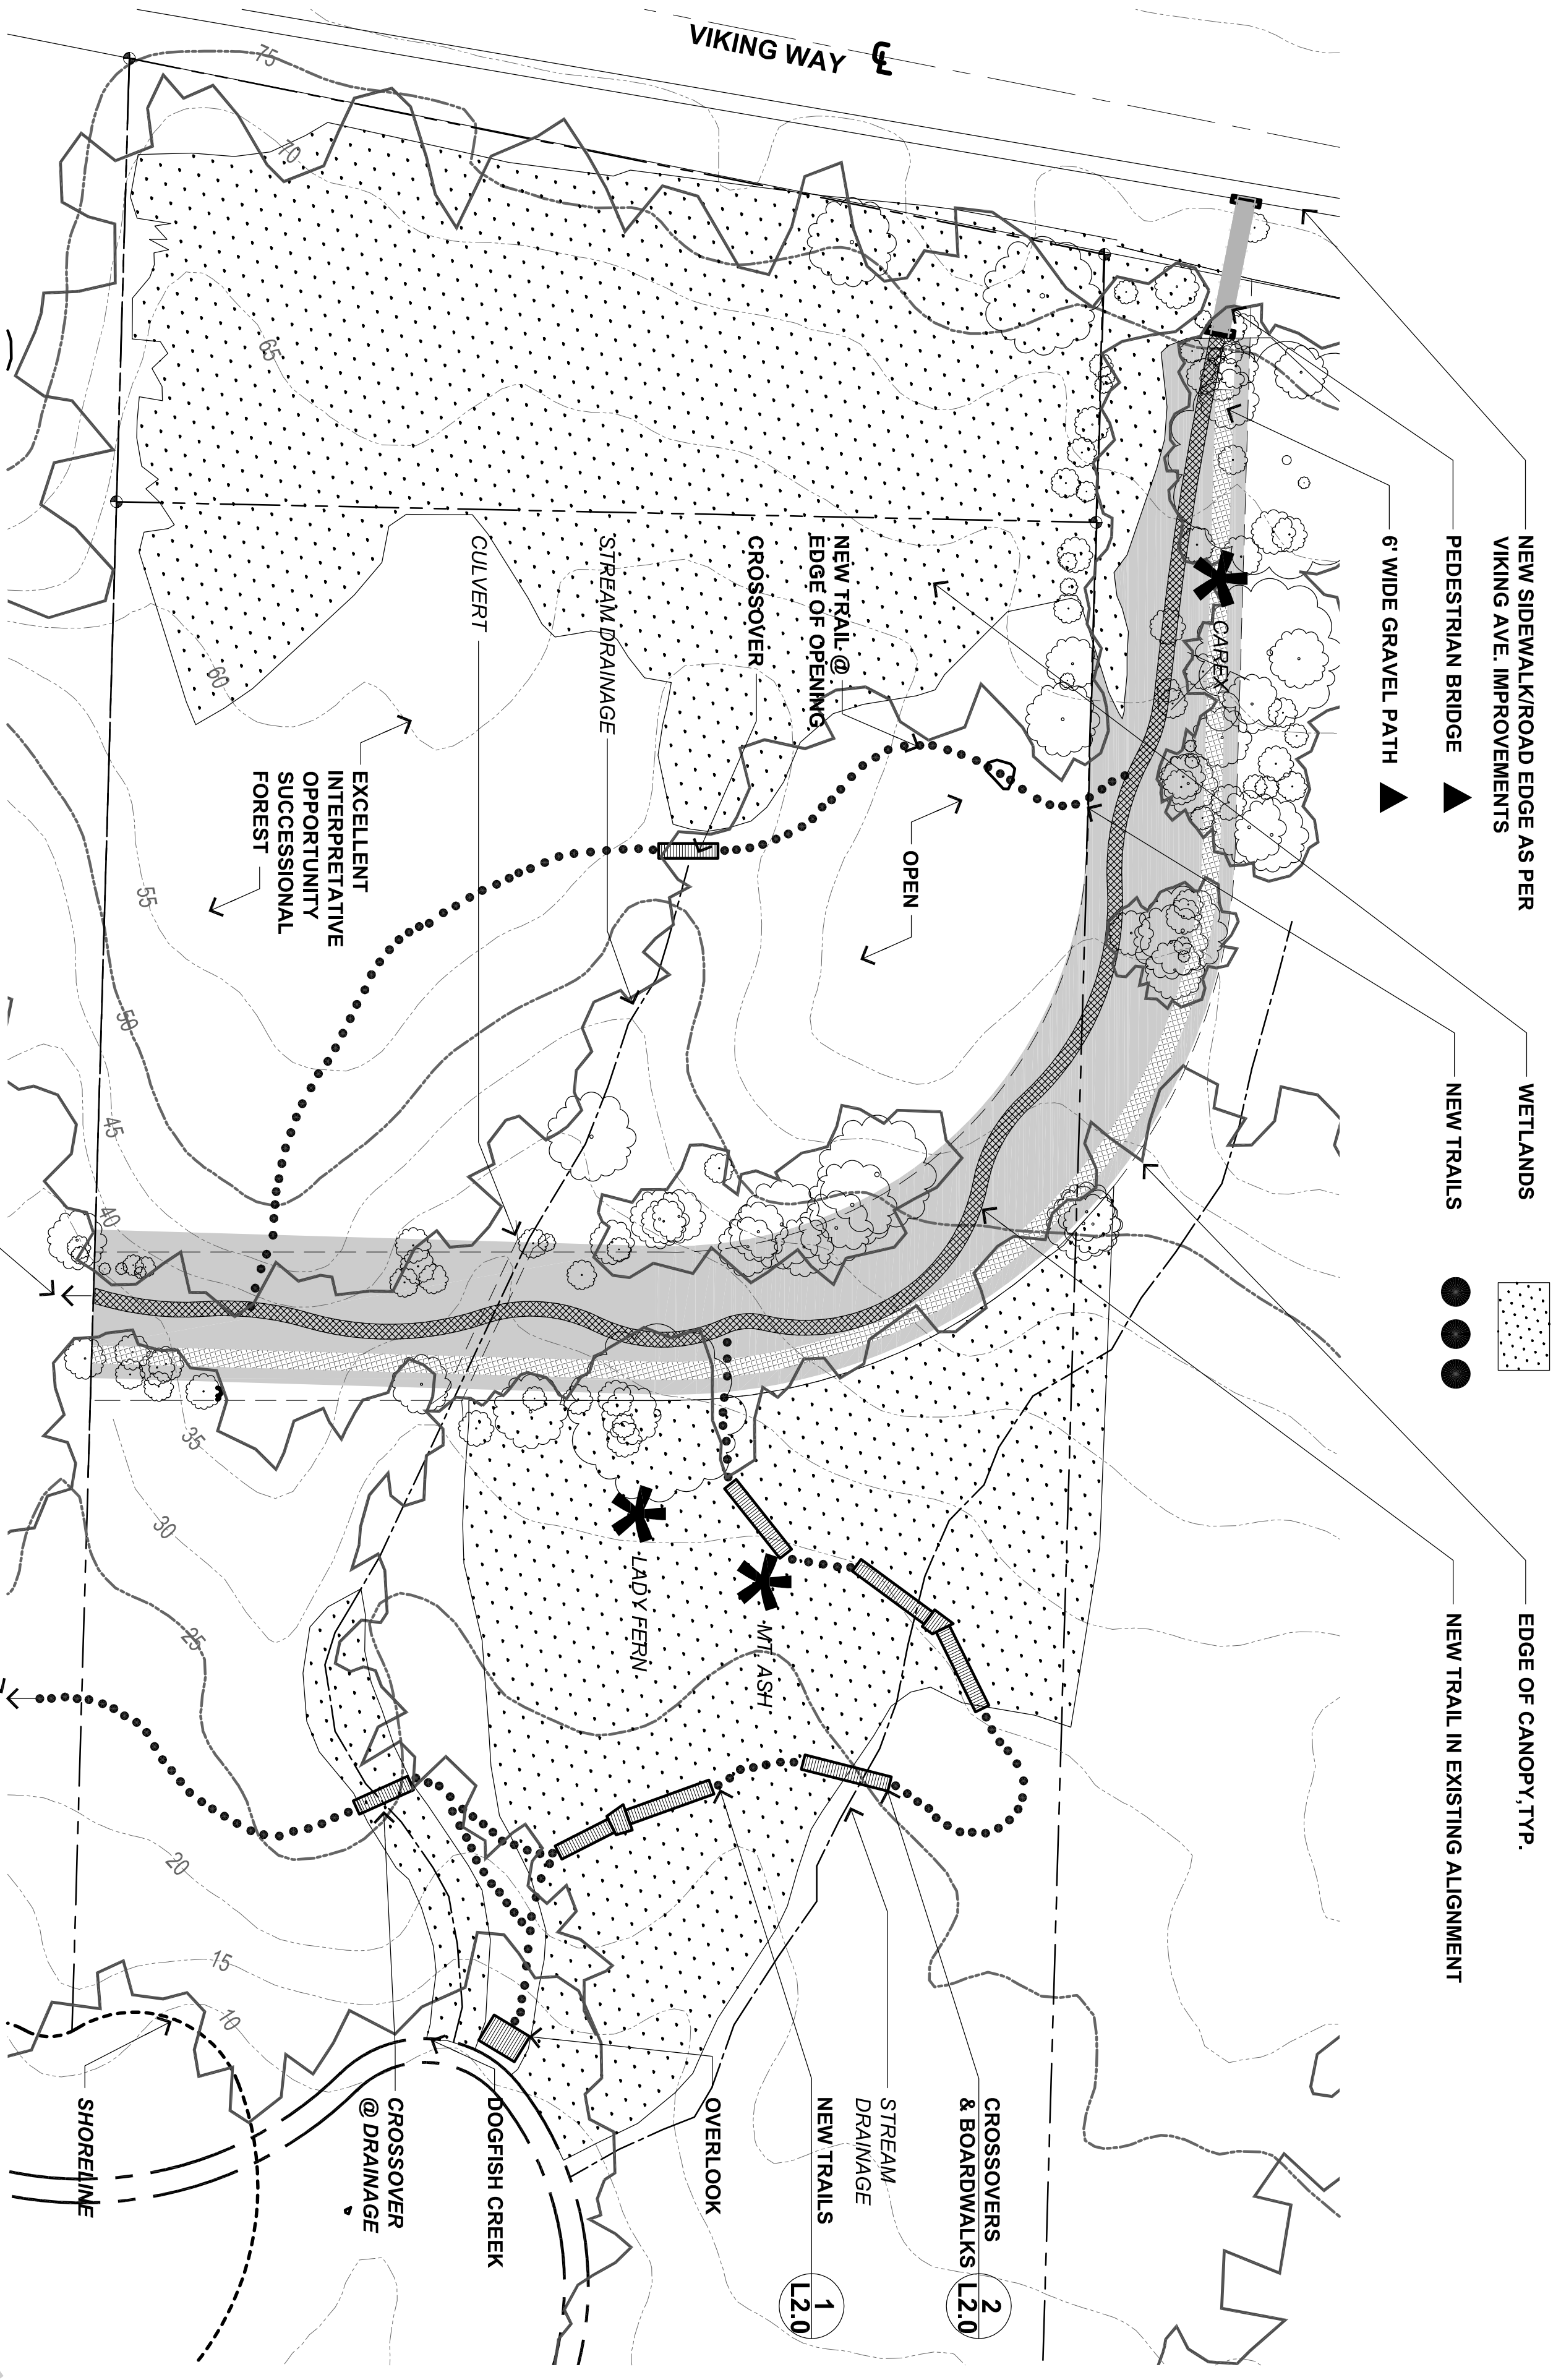 NEW SIDEWALK/ROAD EDGE AS PER
VIKING AVE. IMPROVEMENTS
PEDESTRIAN BRIDGE
6' WIDE GRAVEL PATH
WETLANDS
NEW TRAILS
EDGE OF CANOPY,TYP.
NEW TRAIL IN EXISTING ALIGNMENT
VIKING WAY
CL
CAREX
NEW TRAIL @
EDGE OF OPENING
CROSSOVER
STREAM DRAINAGE
CULVERT
OPEN
EXCELLENT
INTERPRETATIVE
OPPORTUNITY
SUCCESSIONAL
FOREST
MT. ASH
LADY FERN
CROSSOVERS
& BOARDWALKS
2
L2.0
STREAM
DRAINAGE
NEW TRAILS
1
L2.0
OVERLOOK
DOGFISH CREEK
CROSSOVER
@ DRAINAGE
SHORELINE
75
70
65
60
55
50
45
40
35
30
25
20
15
10